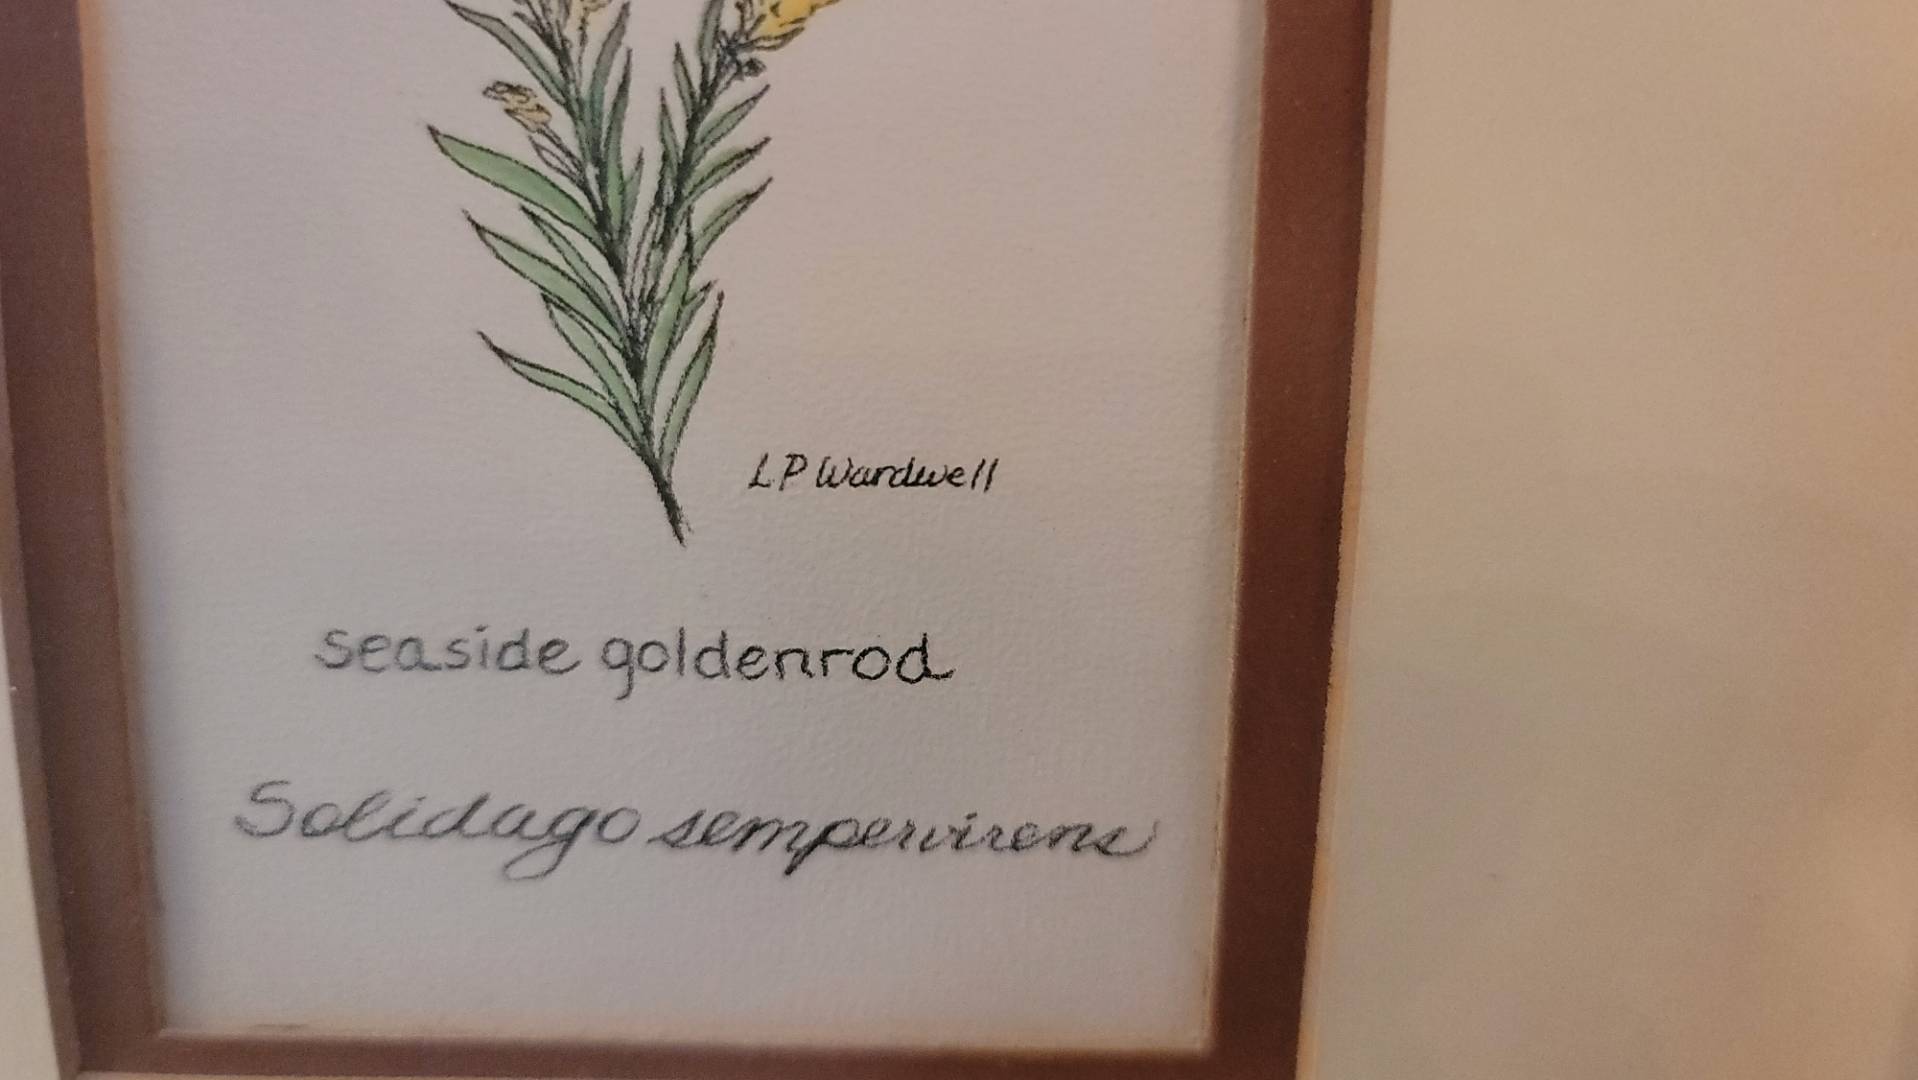 LP Wardwell
seaside goldenrod
Solidago sempervirens